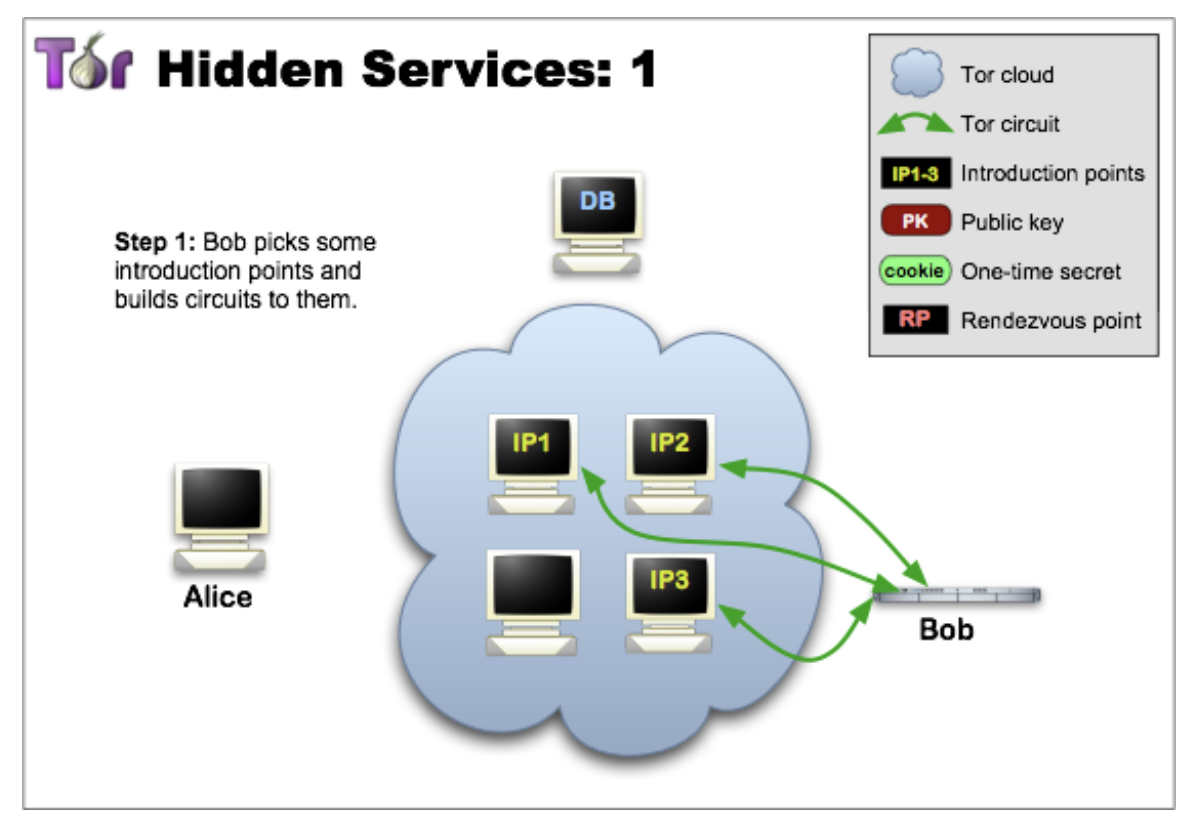 Tor Hidden Services: 1
Tor cloud
Tor circuit
IP1-3 Introduction points
PK Public key
cookie One-time secret
RP Rendezvous point
DB
Step 1: Bob picks some
introduction points and
builds circuits to them.
IP1
IP2
IP3
Alice
Bob